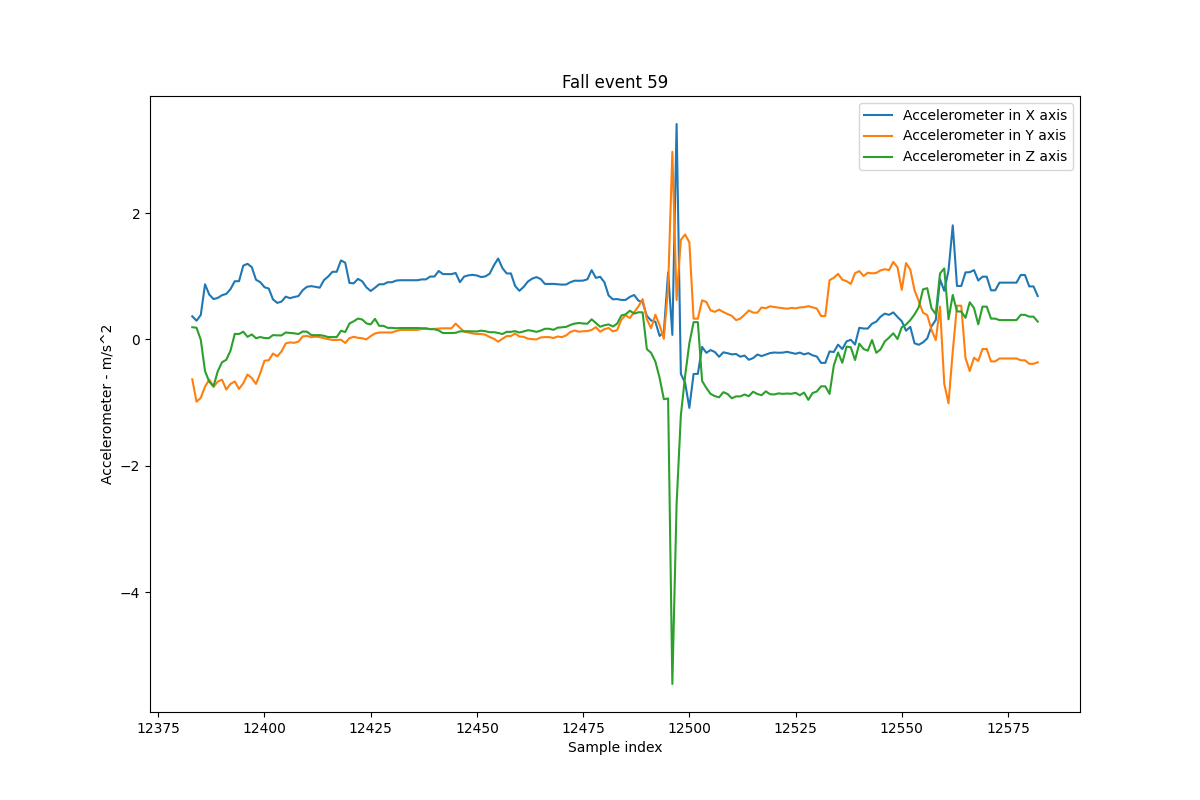 Fall event 59
Accelerometer in X axis
Accelerometer in Y axis
Accelerometer in Z axis
Accelerometer - m/s^2
2
0
−2
−4
12375 12400 12425 12450 12475 12500 12525 12550 12575
Sample index